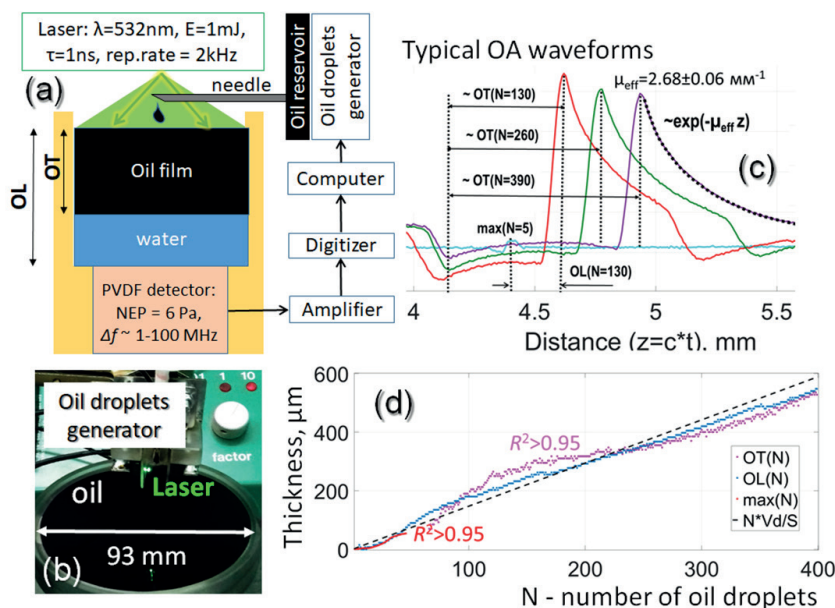 Laser: λ=532nm, E=1mJ,
τ=1ns, rep.rate = 2kHz
(a)
needle
Oil reservoir
Oil droplets
generator
OL
OT
Oil film
water
Computer
Digitizer
Amplifier
PVDF detector:
NEP = 6 Pa,
Δf ~ 1-100 MHz
Typical OA waveforms
μeff=2.68±0.06 мм⁻¹
~ OT(N=130)
~exp(-μeff z)
~ OT(N=260)
(c)
~ OT(N=390)
max(N=5)
OL(N=130)
4
4.5
5
5.5
Distance (z=c*t), mm
1
1
10
Oil droplets
generator
factor
oil
Laser
93 mm
(b)
600
(d)
Thickness, μm
400
R²>0.95
200
OT(N)
OL(N)
max(N)
N*Vd/S
R²>0.95
0
100
200
300
400
N - number of oil droplets